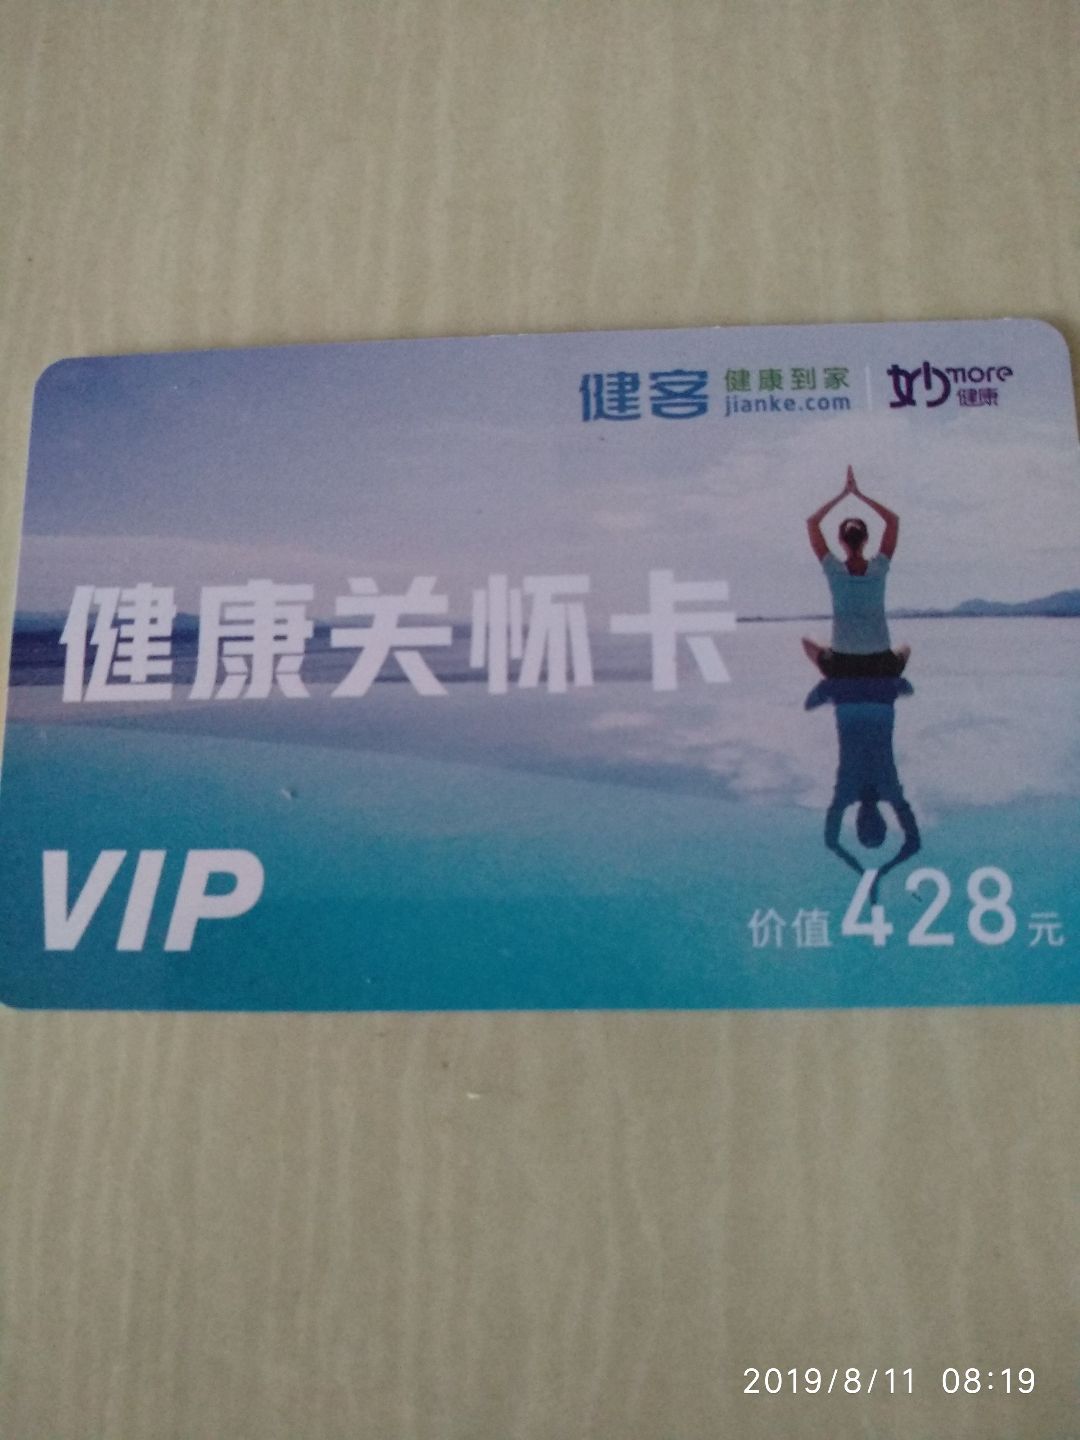 健客 健康到家 妙more
jianke.com 健康
健康关怀卡
VIP
价值428元
2019/8/11 08:19